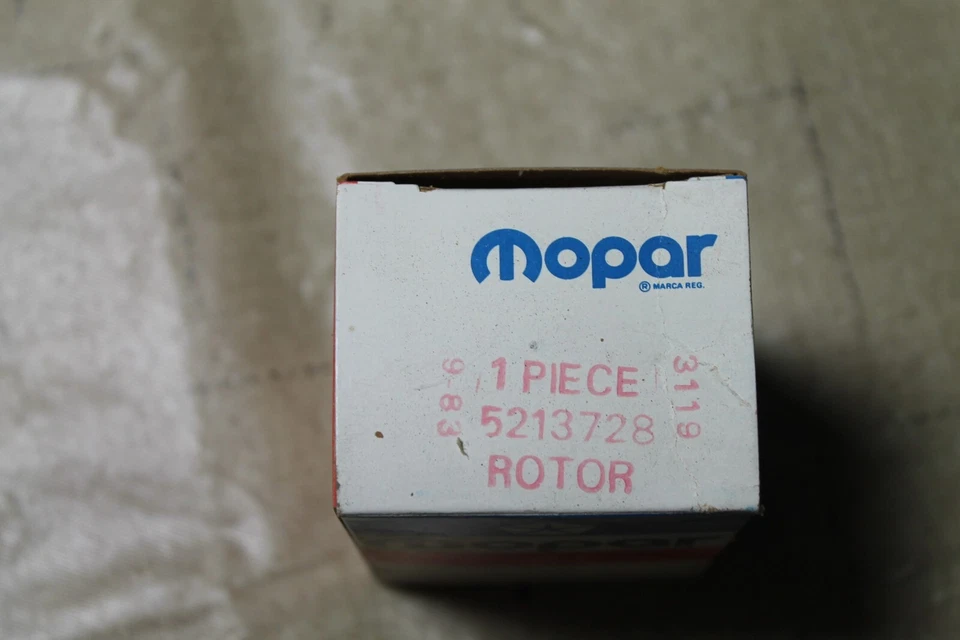 mopar
® MARCA REG.
9-83
1 PIECE
5213728
ROTOR
3119